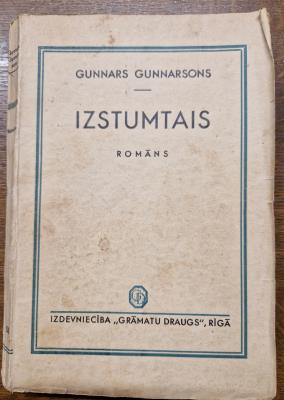 GUNNARS GUNNARSONS
IZSTUMTAIS
ROMĀNS
IZDEVNIECĪBA „GRĀMATU DRAUGS", RĪGĀ